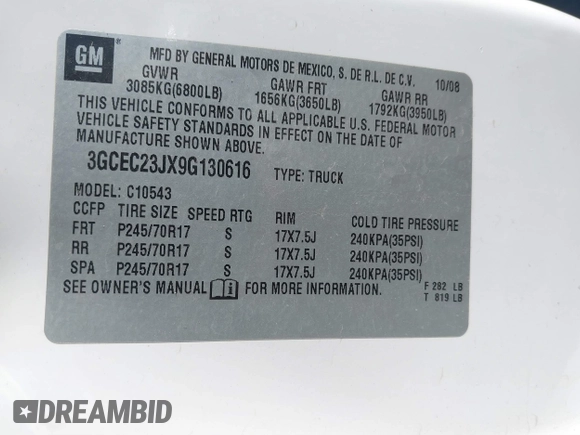 GM
MFD BY GENERAL MOTORS DE MEXICO, S. DE R.L. DE C.V. 10/08
GVWR GAWR FRT GAWR RR
3085KG(6800LB) 1656KG(3650LB) 1792KG(3950LB)
THIS VEHICLE CONFORMS TO ALL APPLICABLE U.S. FEDERAL MOTOR
VEHICLE SAFETY STANDARDS IN EFFECT ON THE DATE OF
MANUFACTURE SHOWN ABOVE.
3GCEC23JX9G130616 TYPE: TRUCK
MODEL: C10543
CCFP TIRE SIZE SPEED RTG RIM COLD TIRE PRESSURE
FRT P245/70R17 S 17X7.5J 240KPA(35PSI)
RR P245/70R17 S 17X7.5J 240KPA(35PSI)
SPA P245/70R17 S 17X7.5J 240KPA(35PSI)
SEE OWNER'S MANUAL FOR MORE INFORMATION.
F 282 LB
T 819 LB
DREAMBID